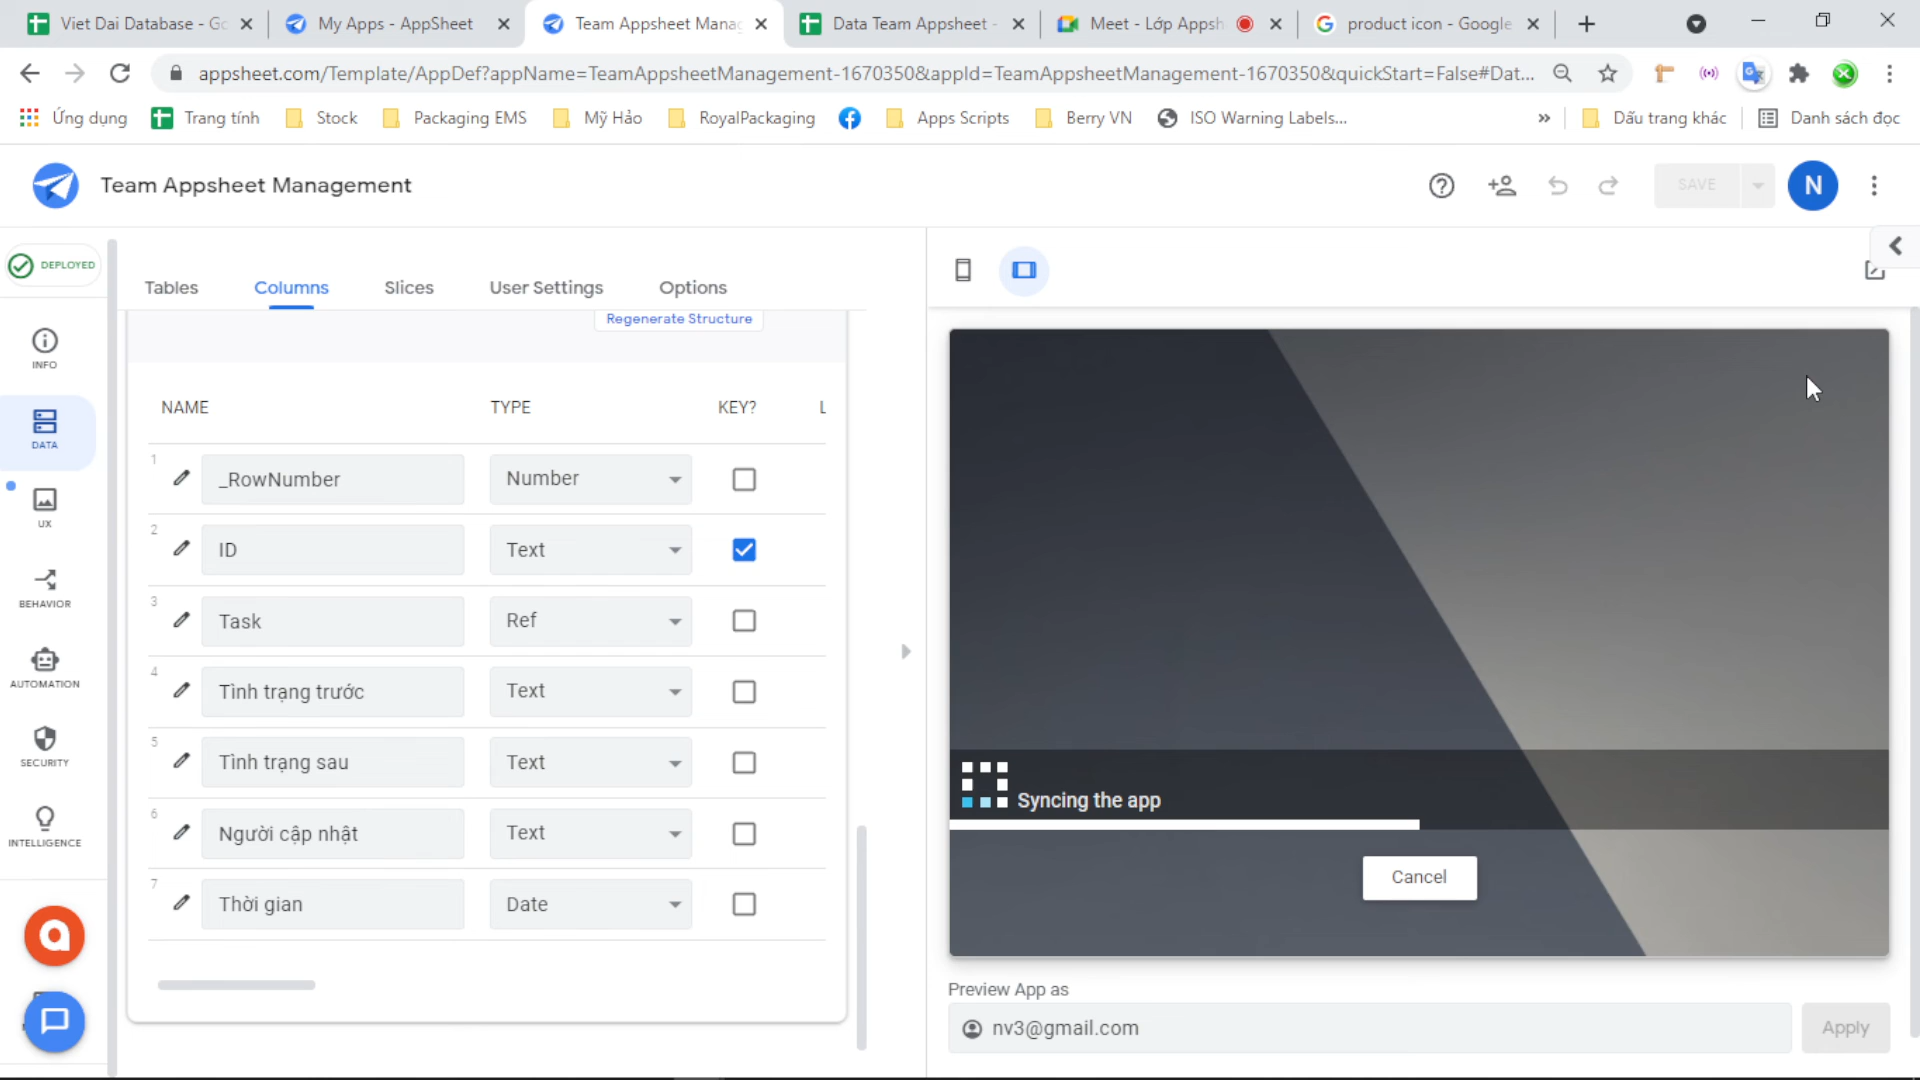 Viet Dai Database - Go
My Apps - AppSheet
Team Appsheet Manag
Data Team Appsheet -
Meet - Lớp Appsh
product icon - Google
appsheet.com/Template/AppDef?appName=TeamAppsheetManagement-1670350&appId=TeamAppsheetManagement-1670350&quickStart=False#Dat...
Ứng dụng
Trang tính
Stock
Packaging EMS
Mỹ Hảo
RoyalPackaging
Apps Scripts
Berry VN
ISO Warning Labels...
»
Dấu trang khác
Danh sách đọc
Team Appsheet Management
SAVE
N
DEPLOYED
Tables
Columns
Slices
User Settings
Options
Regenerate Structure
INFO
DATA
UX
BEHAVIOR
AUTOMATION
SECURITY
INTELLIGENCE
NAME
TYPE
KEY?
L
1
_RowNumber
Number
2
ID
Text
3
Task
Ref
4
Tình trạng trước
Text
5
Tình trạng sau
Text
6
Người cập nhật
Text
7
Thời gian
Date
Syncing the app
Cancel
Preview App as
nv3@gmail.com
Apply